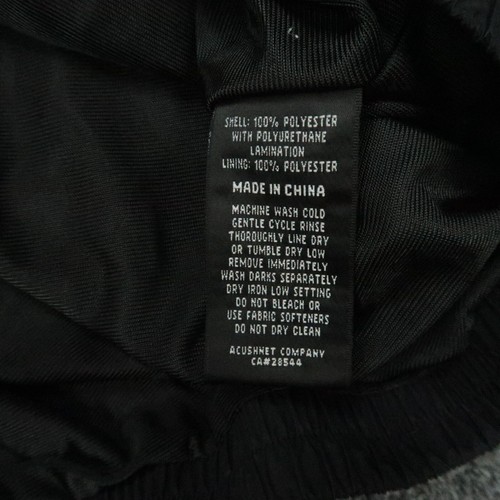 SHELL: 100% POLYESTER
WITH POLYURETHANE
LAMINATION
LINING: 100% POLYESTER
MADE IN CHINA
MACHINE WASH COLD
GENTLE CYCLE RINSE
THOROUGHLY LINE DRY
OR TUMBLE DRY LOW
REMOVE IMMEDIATELY
WASH DARKS SEPARATELY
DRY IRON LOW SETTING
DO NOT BLEACH OR
USE FABRIC SOFTENERS
DO NOT DRY CLEAN
ACUSHNET COMPANY
CA#28544